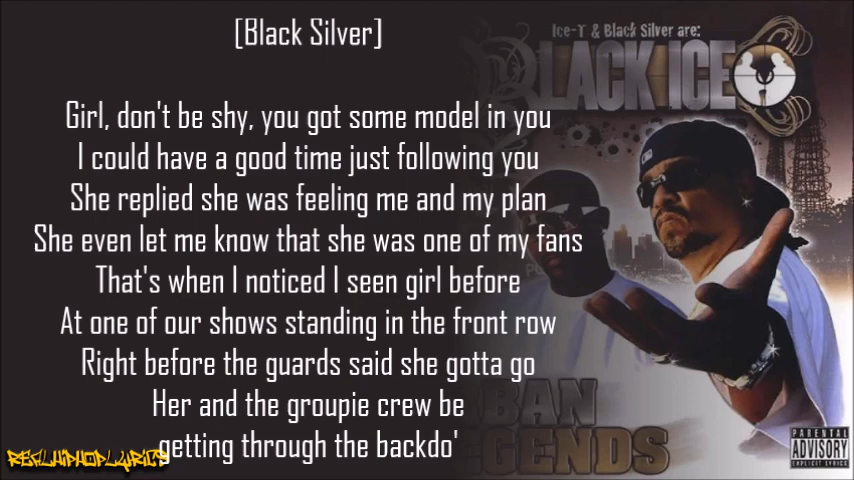 [Black Silver]
Girl, don't be shy, you got some model in you
I could have a good time just following you
She replied she was feeling me and my plan
She even let me know that she was one of my fans
That's when I noticed I seen girl before
At one of our shows standing in the front row
Right before the guards said she gotta go
Her and the groupie crew be
getting through the backdo'
REALHIPHOPLYRICS
Ice-T & Black Silver are:
BLACK ICE
BAN
GENDS
PARENTAL
ADVISORY
EXPLICIT LYRICS